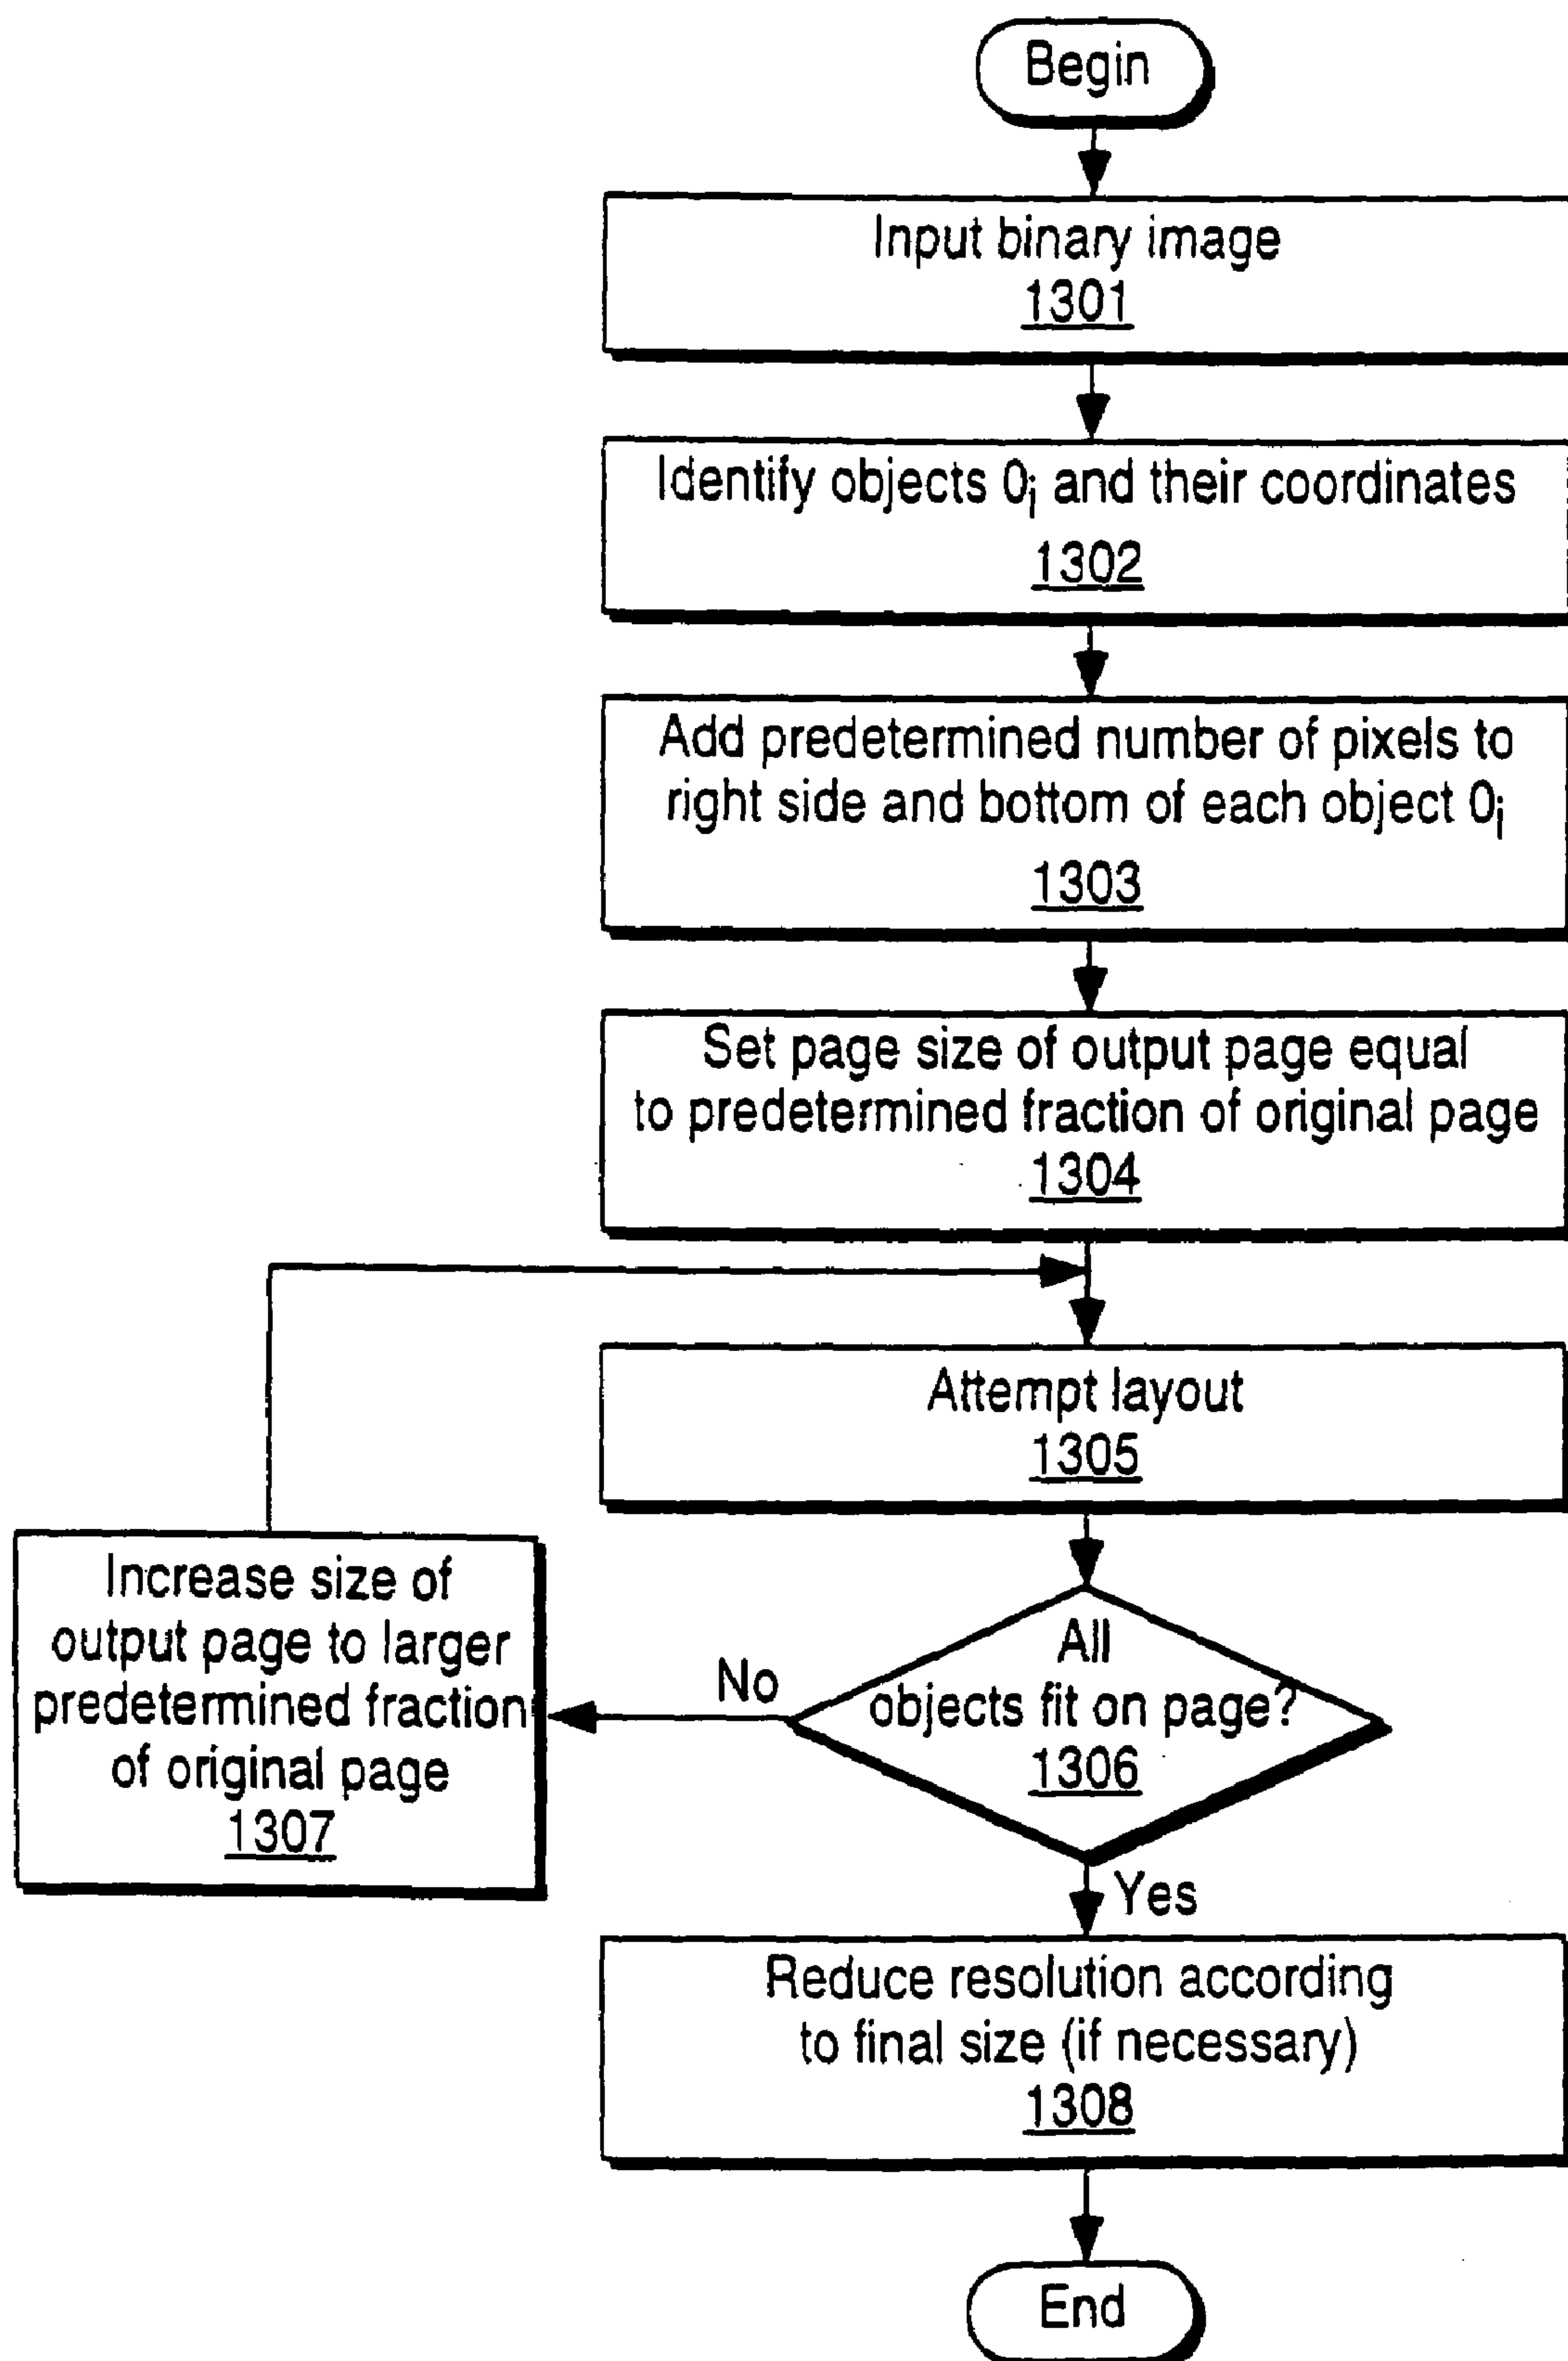 Begin
Input binary image
1301
Identify objects 0i and their coordinates
1302
Add predetermined number of pixels to
right side and bottom of each object 0i
1303
Set page size of output page equal
to predetermined fraction of original page
1304
Attempt layout
1305
All
objects fit on page?
1306
No
Increase size of
output page to larger
predetermined fraction
of original page
1307
Yes
Reduce resolution according
to final size (if necessary)
1308
End